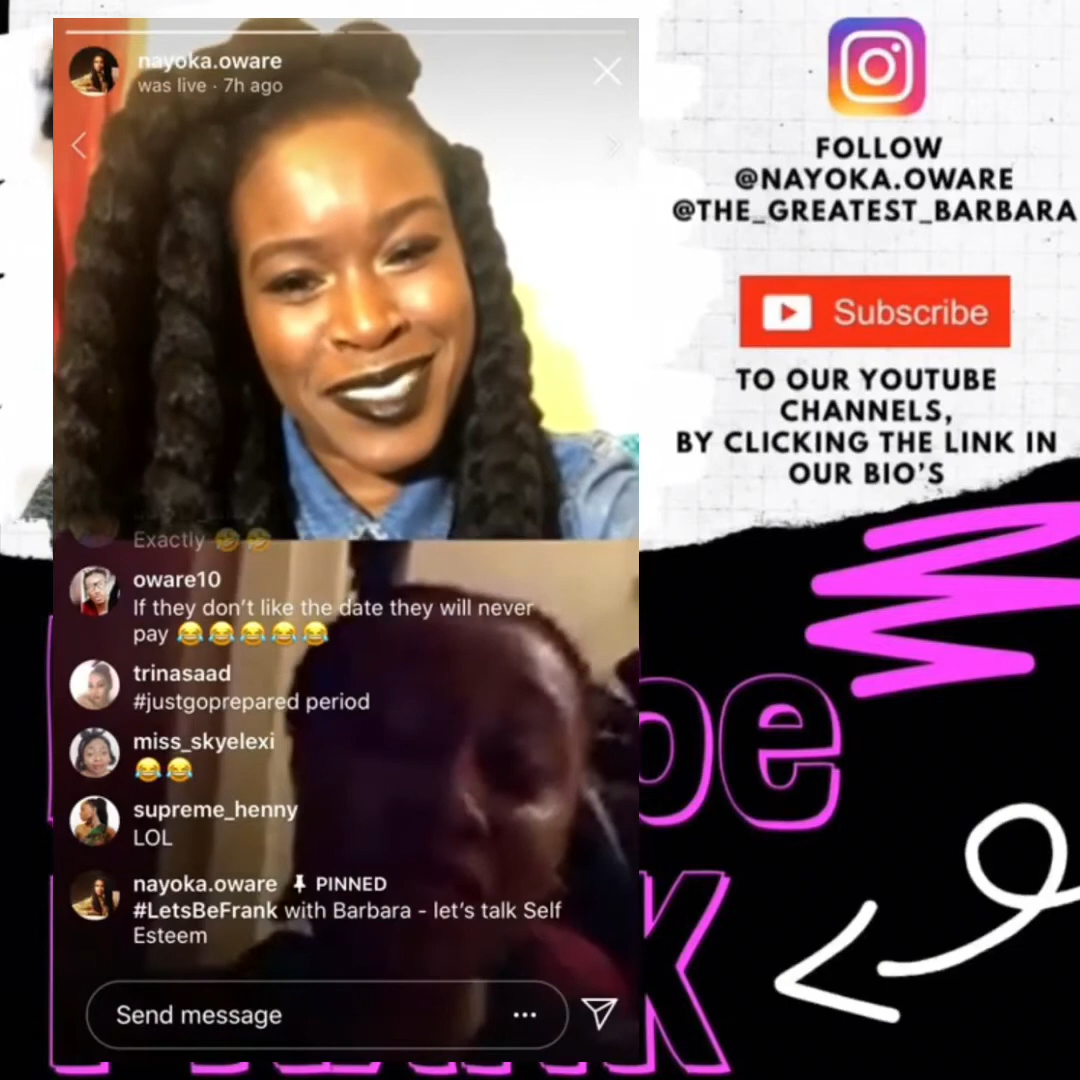 nayoka.oware
was live · 7h ago
Exactly 🤣🤣
oware10
If they don't like the date they will never
pay 😂😂😂😂😂
trinasaad
#justgoprepared period
miss_skyelexi
😂😂
supreme_henny
LOL
nayoka.oware PINNED
#LetsBeFrank with Barbara - let's talk Self
Esteem
Send message
FOLLOW
@NAYOKA.OWARE
@THE_GREATEST_BARBARA
Subscribe
TO OUR YOUTUBE
CHANNELS,
BY CLICKING THE LINK IN
OUR BIO'S
be